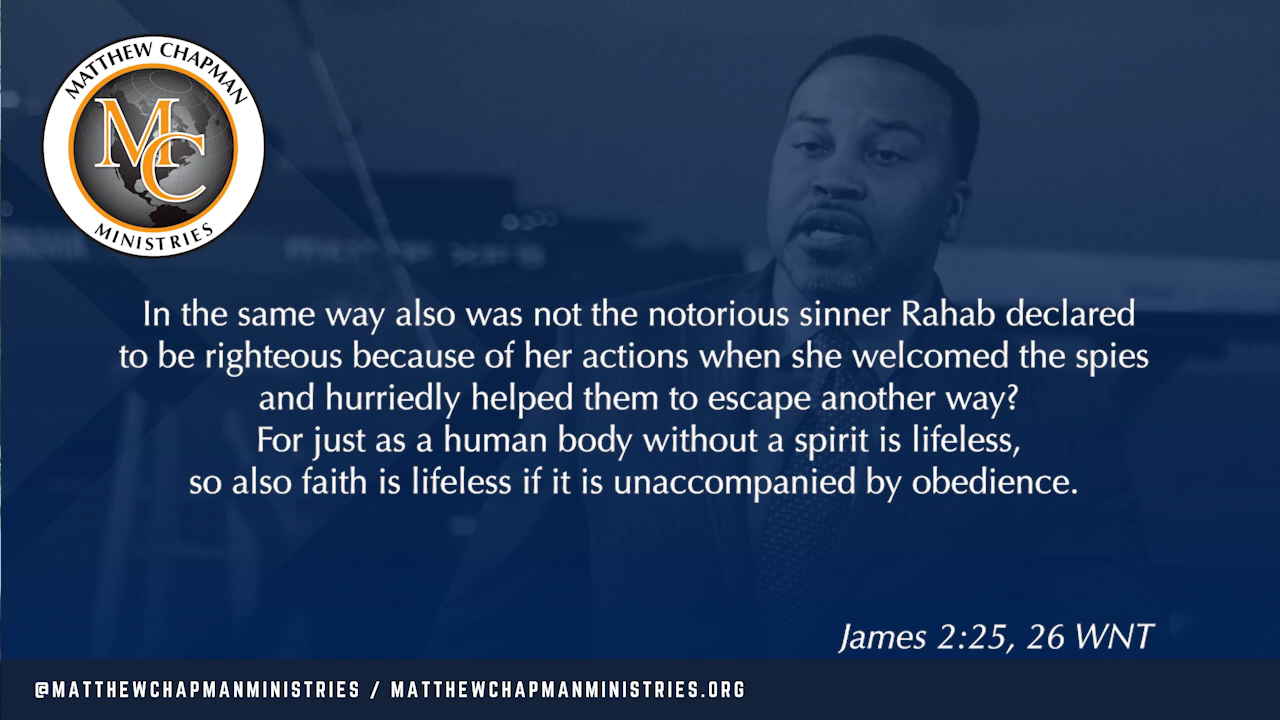 MATTHEW CHAPMAN
MC
MINISTRIES
In the same way also was not the notorious sinner Rahab declared
to be righteous because of her actions when she welcomed the spies
and hurriedly helped them to escape another way?
For just as a human body without a spirit is lifeless,
so also faith is lifeless if it is unaccompanied by obedience.
James 2:25, 26 WNT
@MATTHEWCHAPMANMINISTRIES / MATTHEWCHAPMANMINISTRIES.ORG